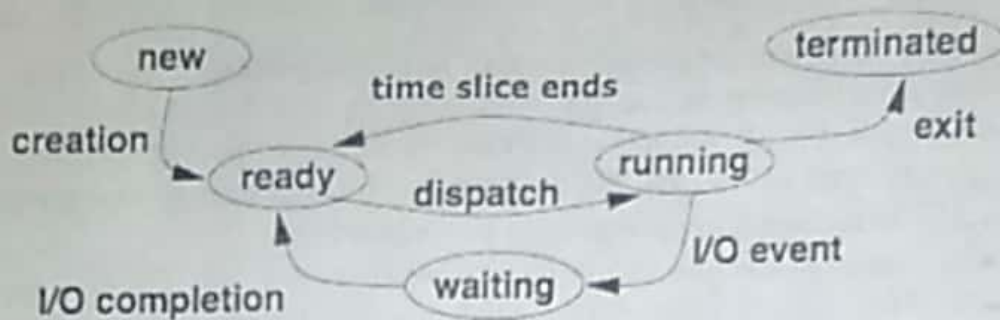 new
terminated
time slice ends
creation
exit
ready
running
dispatch
I/O event
waiting
I/O completion